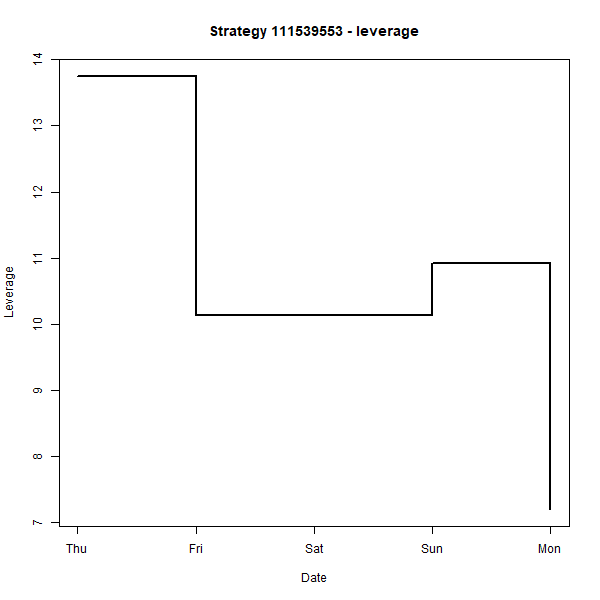 Strategy 111539553 - leverage
14
13
12
11
10
9
8
7
Leverage
Thu Fri Sat Sun Mon
Date